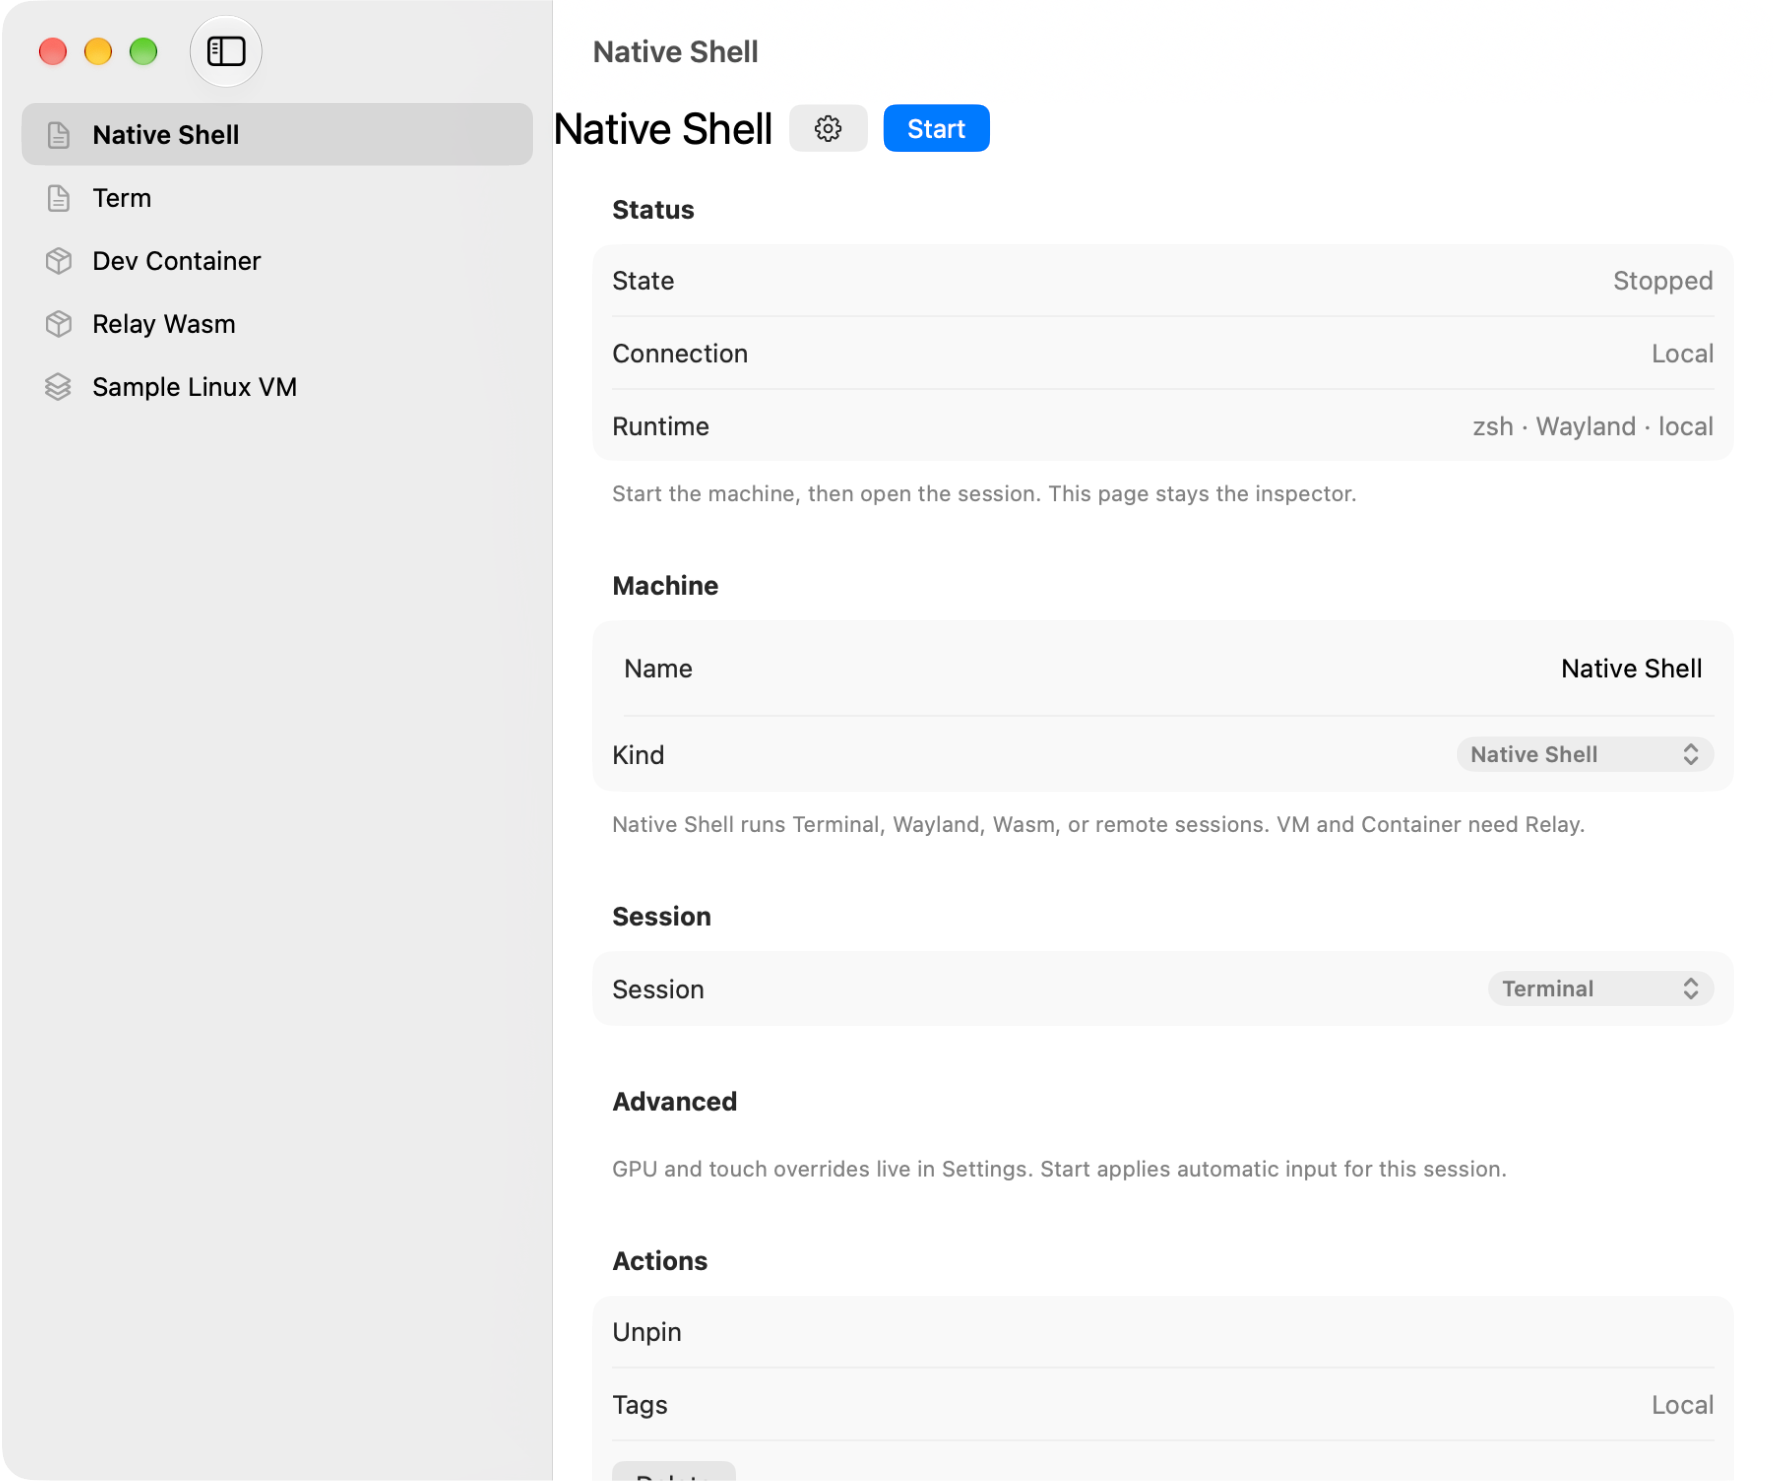 Native Shell
Term
Dev Container
Relay Wasm
Sample Linux VM
Native Shell
Native Shell
Start
Status
State
Stopped
Connection
Local
Runtime
zsh · Wayland · local
Start the machine, then open the session. This page stays the inspector.
Machine
Name
Native Shell
Kind
Native Shell
Native Shell runs Terminal, Wayland, Wasm, or remote sessions. VM and Container need Relay.
Session
Session
Terminal
Advanced
GPU and touch overrides live in Settings. Start applies automatic input for this session.
Actions
Unpin
Tags
Local